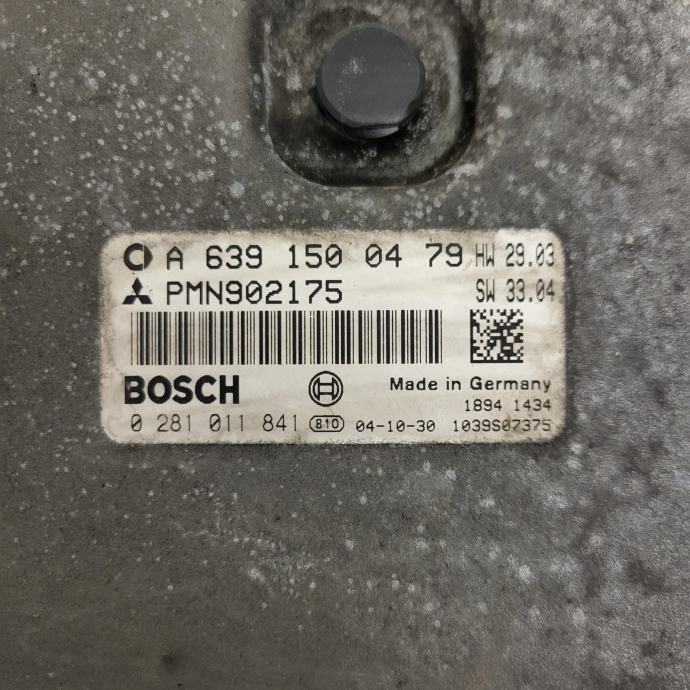 A 639 150 04 79 HW 29.03
PMN902175 SW 33.04
BOSCH Made in Germany
1894 1434
0 281 011 841 810 04-10-30 1039S07375